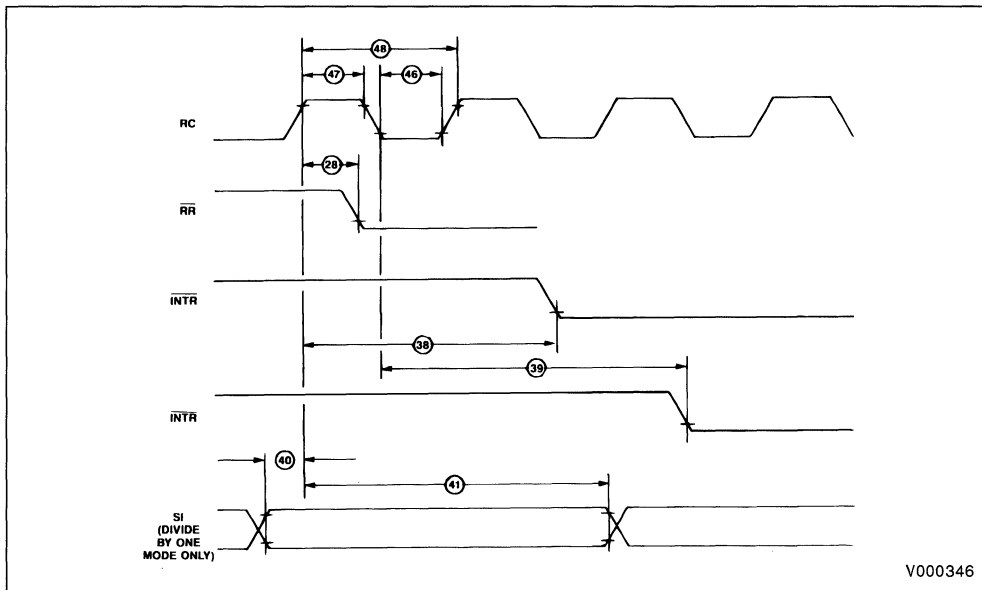 48
47
46
RC
28
RR
INTR
38
39
INTR
40
41
SI
(DIVIDE
BY ONE
MODE ONLY)
V000346